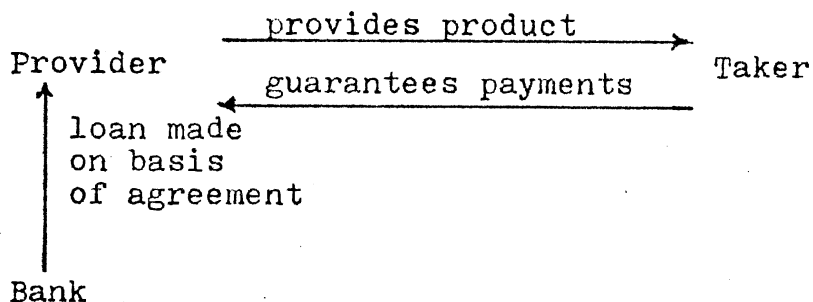 provides product
Provider
Taker
guarantees payments
loan made
on basis
of agreement
Bank